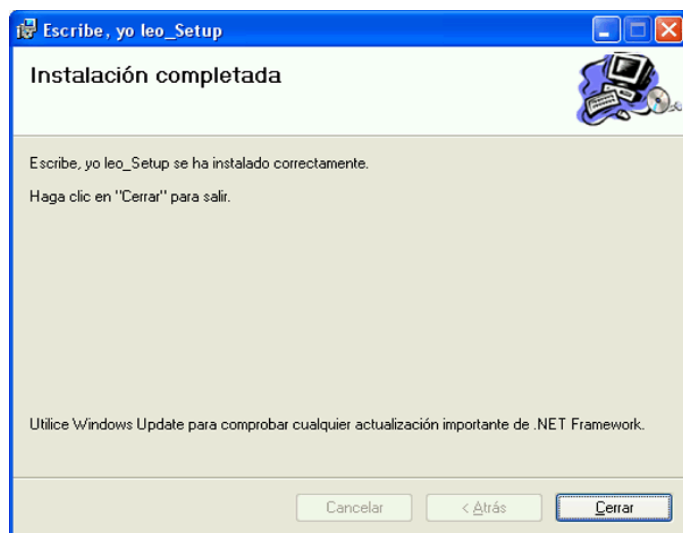 Escribe, yo leo_Setup
Instalación completada
Escribe, yo leo_Setup se ha instalado correctamente.
Haga clic en "Cerrar" para salir.
Utilice Windows Update para comprobar cualquier actualización importante de .NET Framework.
Cancelar < Atrás Cerrar